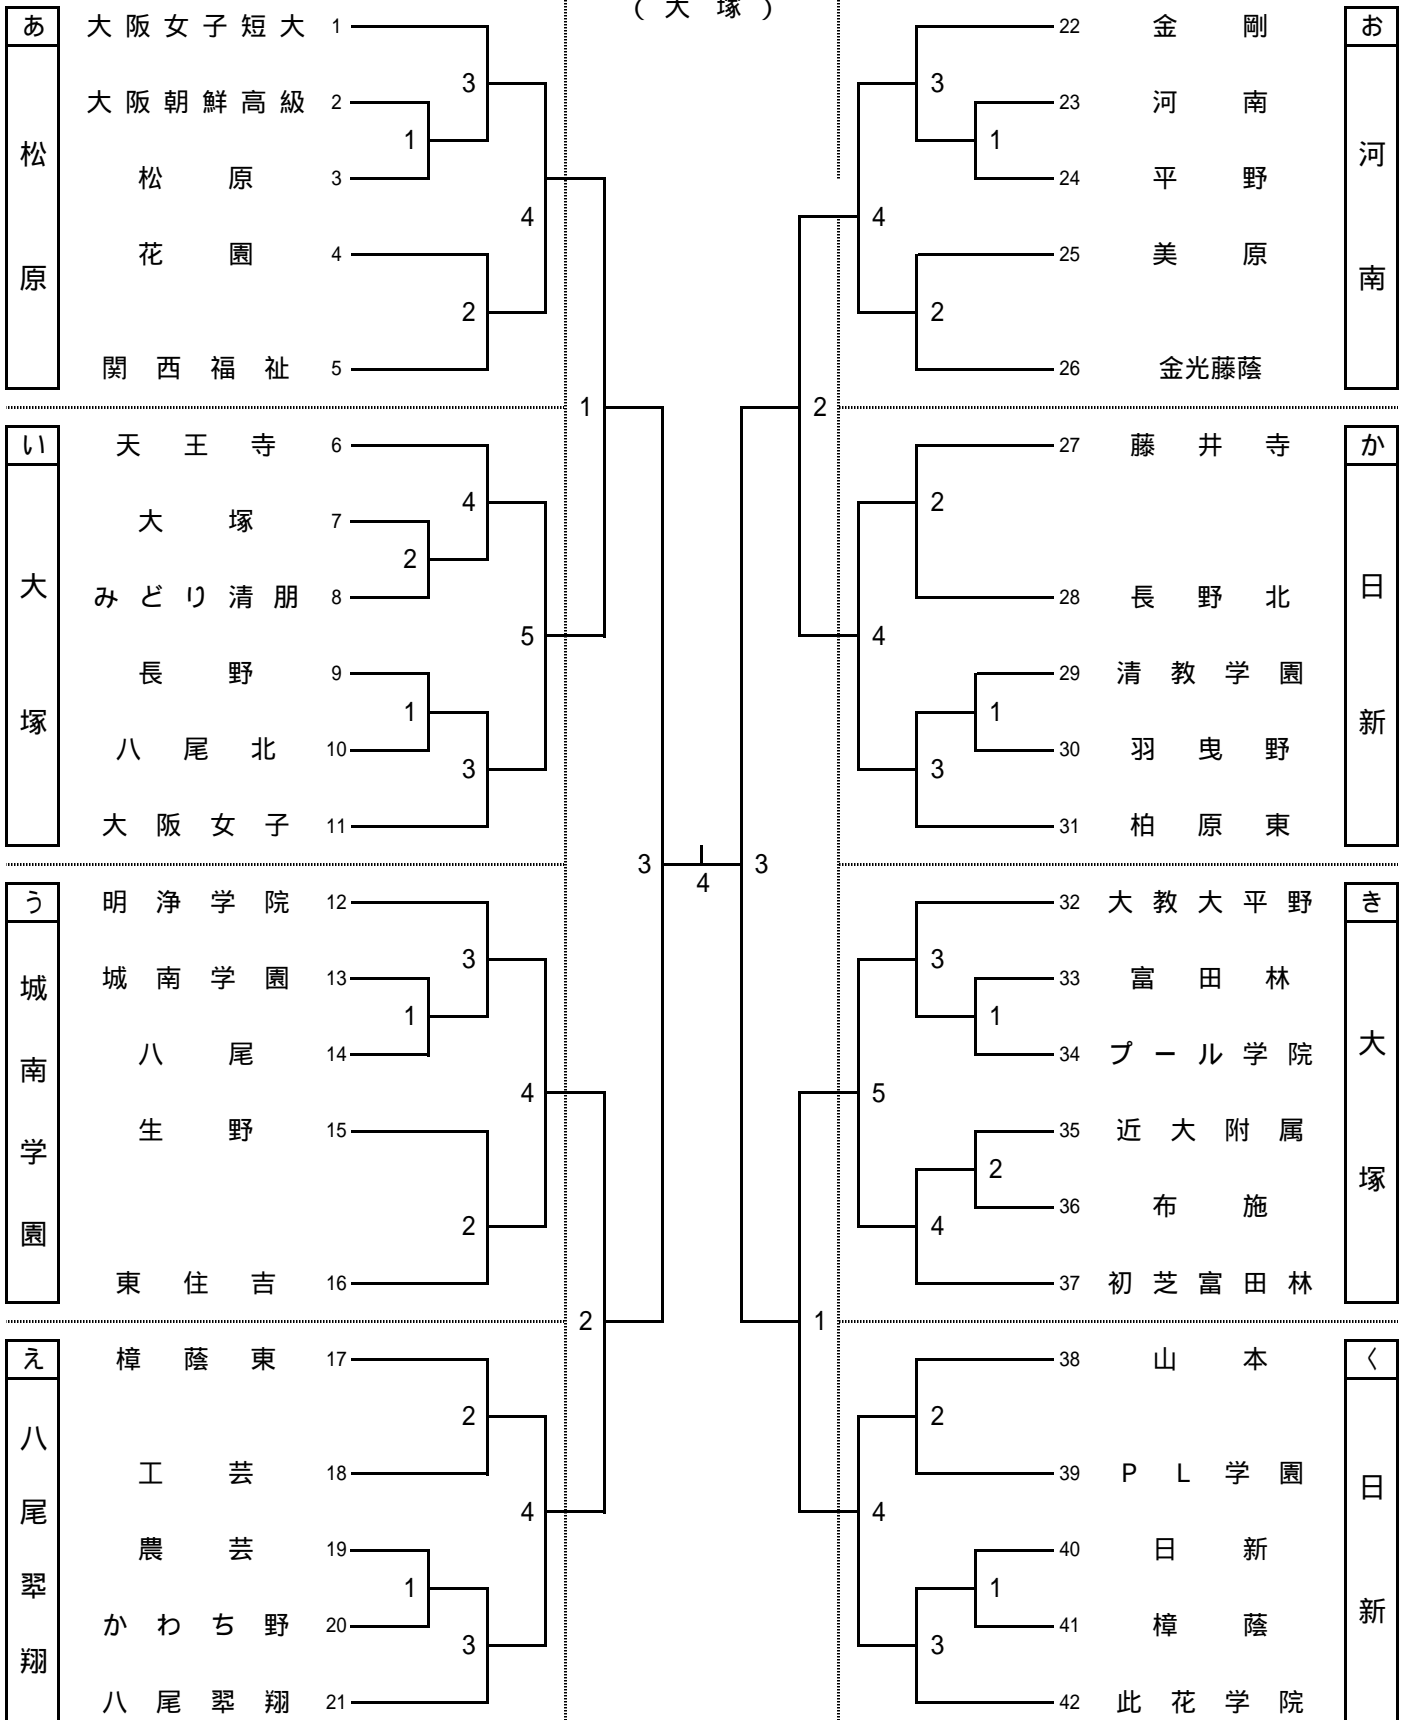 (大塚)
あ
松原
大阪女子短大 1
大阪朝鮮高級 2
松原 3
花園 4
関西福祉 5
3
1
4
2
い
大塚
天王寺 6
大塚 7
みどり清朋 8
長野 9
八尾北 10
大阪女子 11
4
2
5
1
3
1
う
城南学園
明浄学院 12
城南学園 13
八尾 14
生野 15
東住吉 16
3
1
4
2
え
八尾翠翔
樟蔭東 17
工芸 18
農芸 19
かわち野 20
八尾翠翔 21
2
4
1
3
2
3
4
3
お
河南
22 金剛
23 河南
24 平野
25 美原
26 金光藤蔭
3
1
4
2
か
日新
27 藤井寺
28 長野北
29 清教学園
30 羽曳野
31 柏原東
2
4
1
3
2
き
大塚
32 大教大平野
33 富田林
34 プール学院
35 近大附属
36 布施
37 初芝富田林
3
1
5
2
4
く
日新
38 山本
39 PL学園
40 日新
41 樟蔭
42 此花学院
2
4
1
3
1